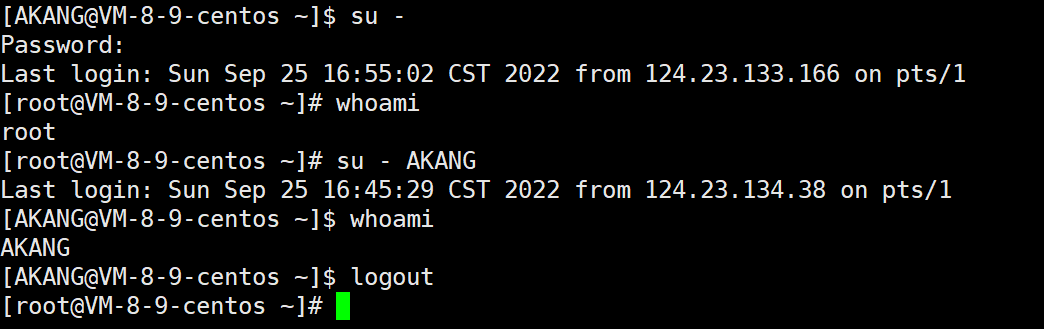 [AKANG@VM-8-9-centos ~]$ su -
Password:
Last login: Sun Sep 25 16:55:02 CST 2022 from 124.23.133.166 on pts/1
[root@VM-8-9-centos ~]# whoami
root
[root@VM-8-9-centos ~]# su - AKANG
Last login: Sun Sep 25 16:45:29 CST 2022 from 124.23.134.38 on pts/1
[AKANG@VM-8-9-centos ~]$ whoami
AKANG
[AKANG@VM-8-9-centos ~]$ logout
[root@VM-8-9-centos ~]#